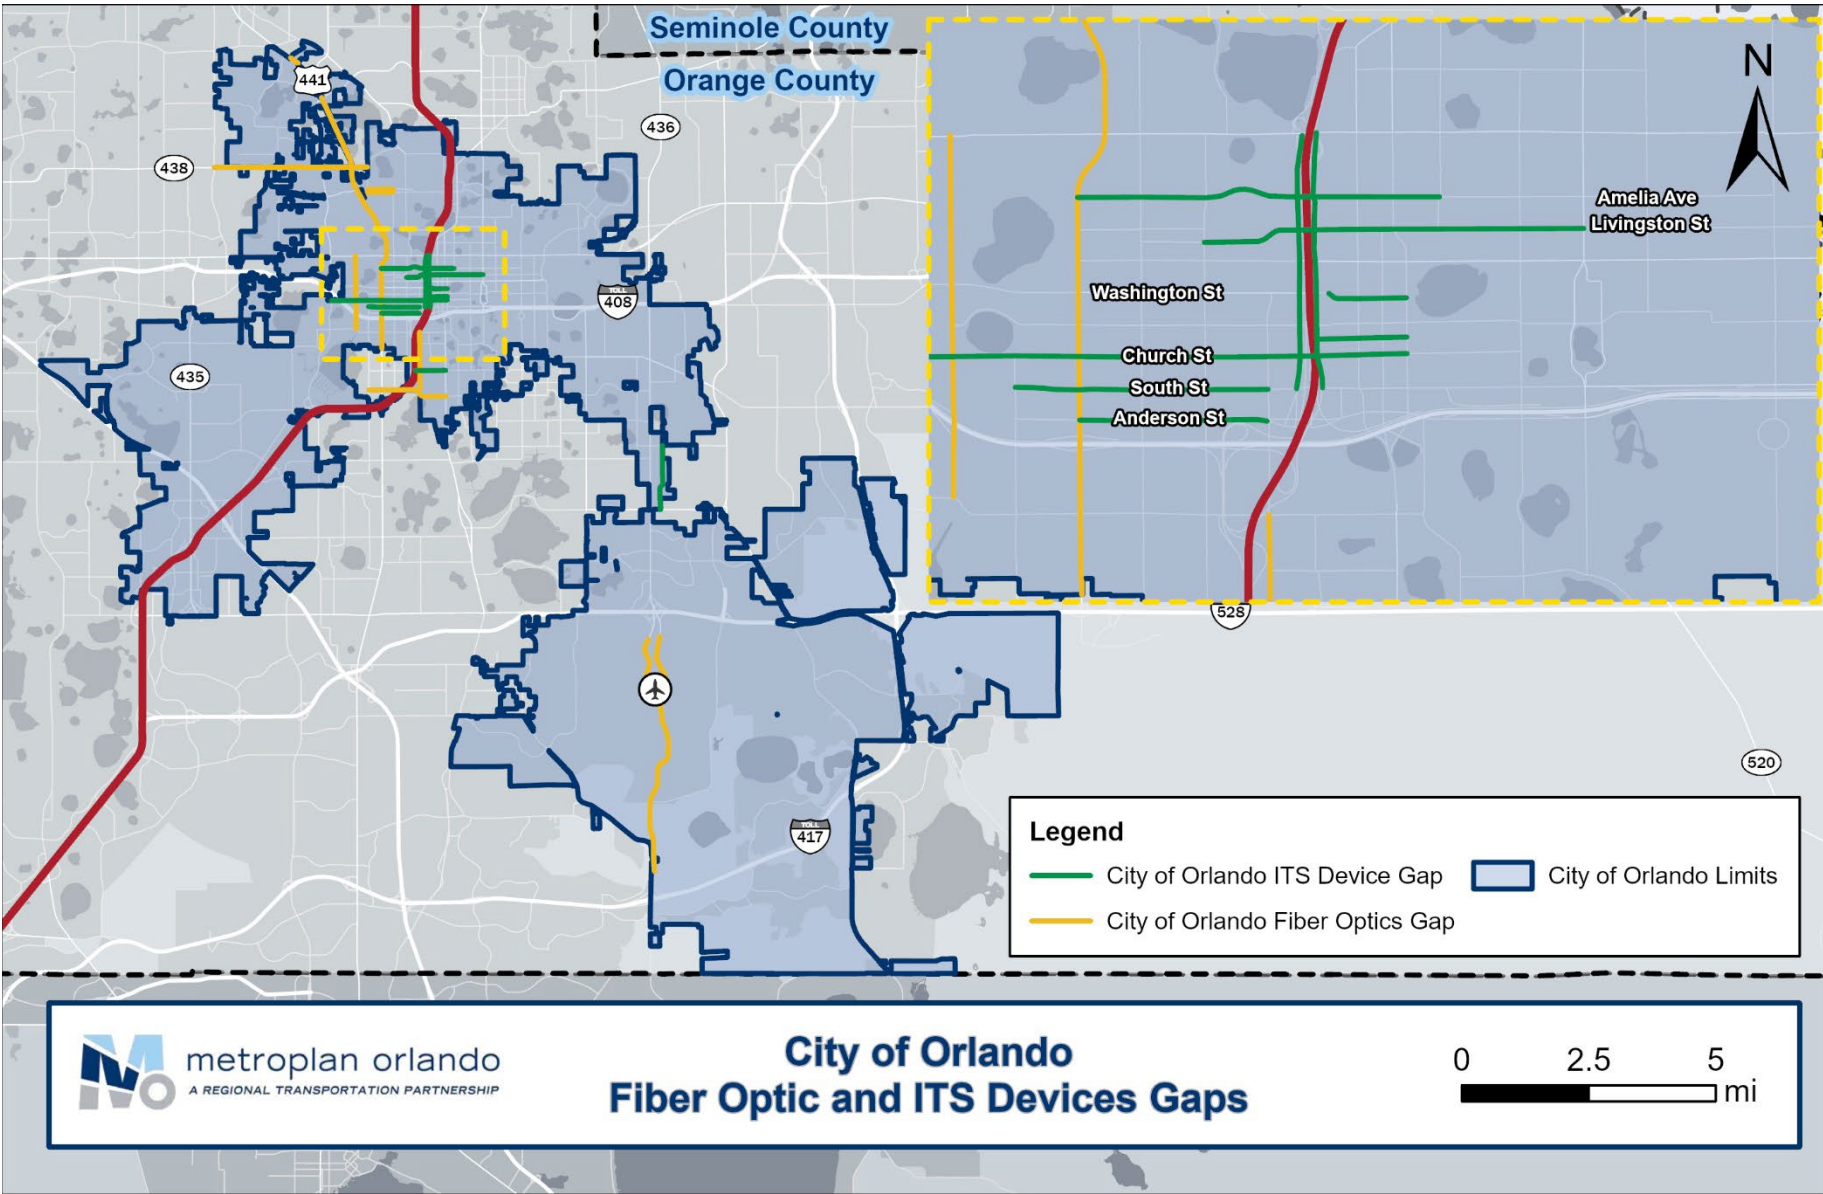 Seminole County
Orange County
441
436
438
TOLL
408
435
TOLL
417
528
520
N
Amelia Ave
Livingston St
Washington St
Church St
South St
Anderson St
Legend
City of Orlando ITS Device Gap
City of Orlando Limits
City of Orlando Fiber Optics Gap
metroplan orlando
A REGIONAL TRANSPORTATION PARTNERSHIP
City of Orlando
Fiber Optic and ITS Devices Gaps
0 2.5 5
mi